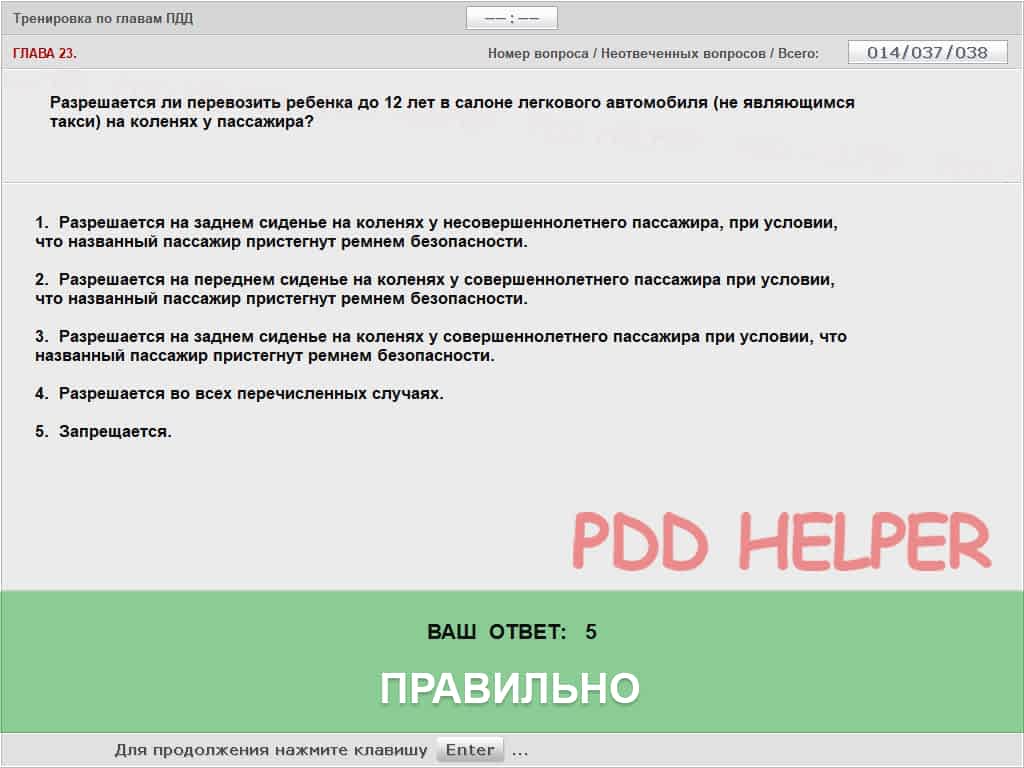 Тренировка по главам ПДД
—— : ——
ГЛАВА 23.
Номер вопроса / Неотвеченных вопросов / Всего:
014/037/038
Разрешается ли перевозить ребенка до 12 лет в салоне легкового автомобиля (не являющимся
такси) на коленях у пассажира?
1. Разрешается на заднем сиденье на коленях у несовершеннолетнего пассажира, при условии,
что названный пассажир пристегнут ремнем безопасности.
2. Разрешается на переднем сиденье на коленях у совершеннолетнего пассажира при условии,
что названный пассажир пристегнут ремнем безопасности.
3. Разрешается на заднем сиденье на коленях у совершеннолетнего пассажира при условии, что
названный пассажир пристегнут ремнем безопасности.
4. Разрешается во всех перечисленных случаях.
5. Запрещается.
PDD HELPER
ВАШ ОТВЕТ: 5
ПРАВИЛЬНО
Для продолжения нажмите клавишу Enter ...